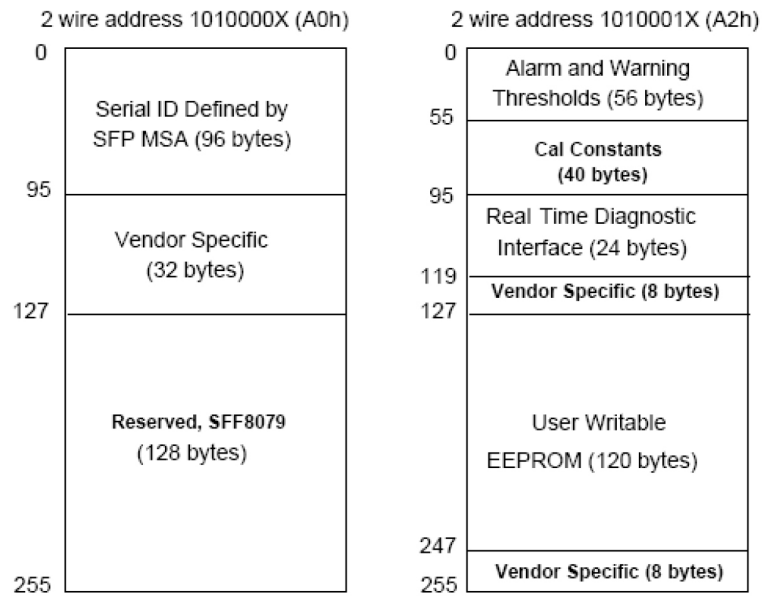 2 wire address 1010000X (A0h)
0
Serial ID Defined by
SFP MSA (96 bytes)
95
Vendor Specific
(32 bytes)
127
Reserved, SFF8079
(128 bytes)
255
2 wire address 1010001X (A2h)
0
Alarm and Warning
Thresholds (56 bytes)
55
Cal Constants
(40 bytes)
95
Real Time Diagnostic
Interface (24 bytes)
119
Vendor Specific (8 bytes)
127
User Writable
EEPROM (120 bytes)
247
Vendor Specific (8 bytes)
255